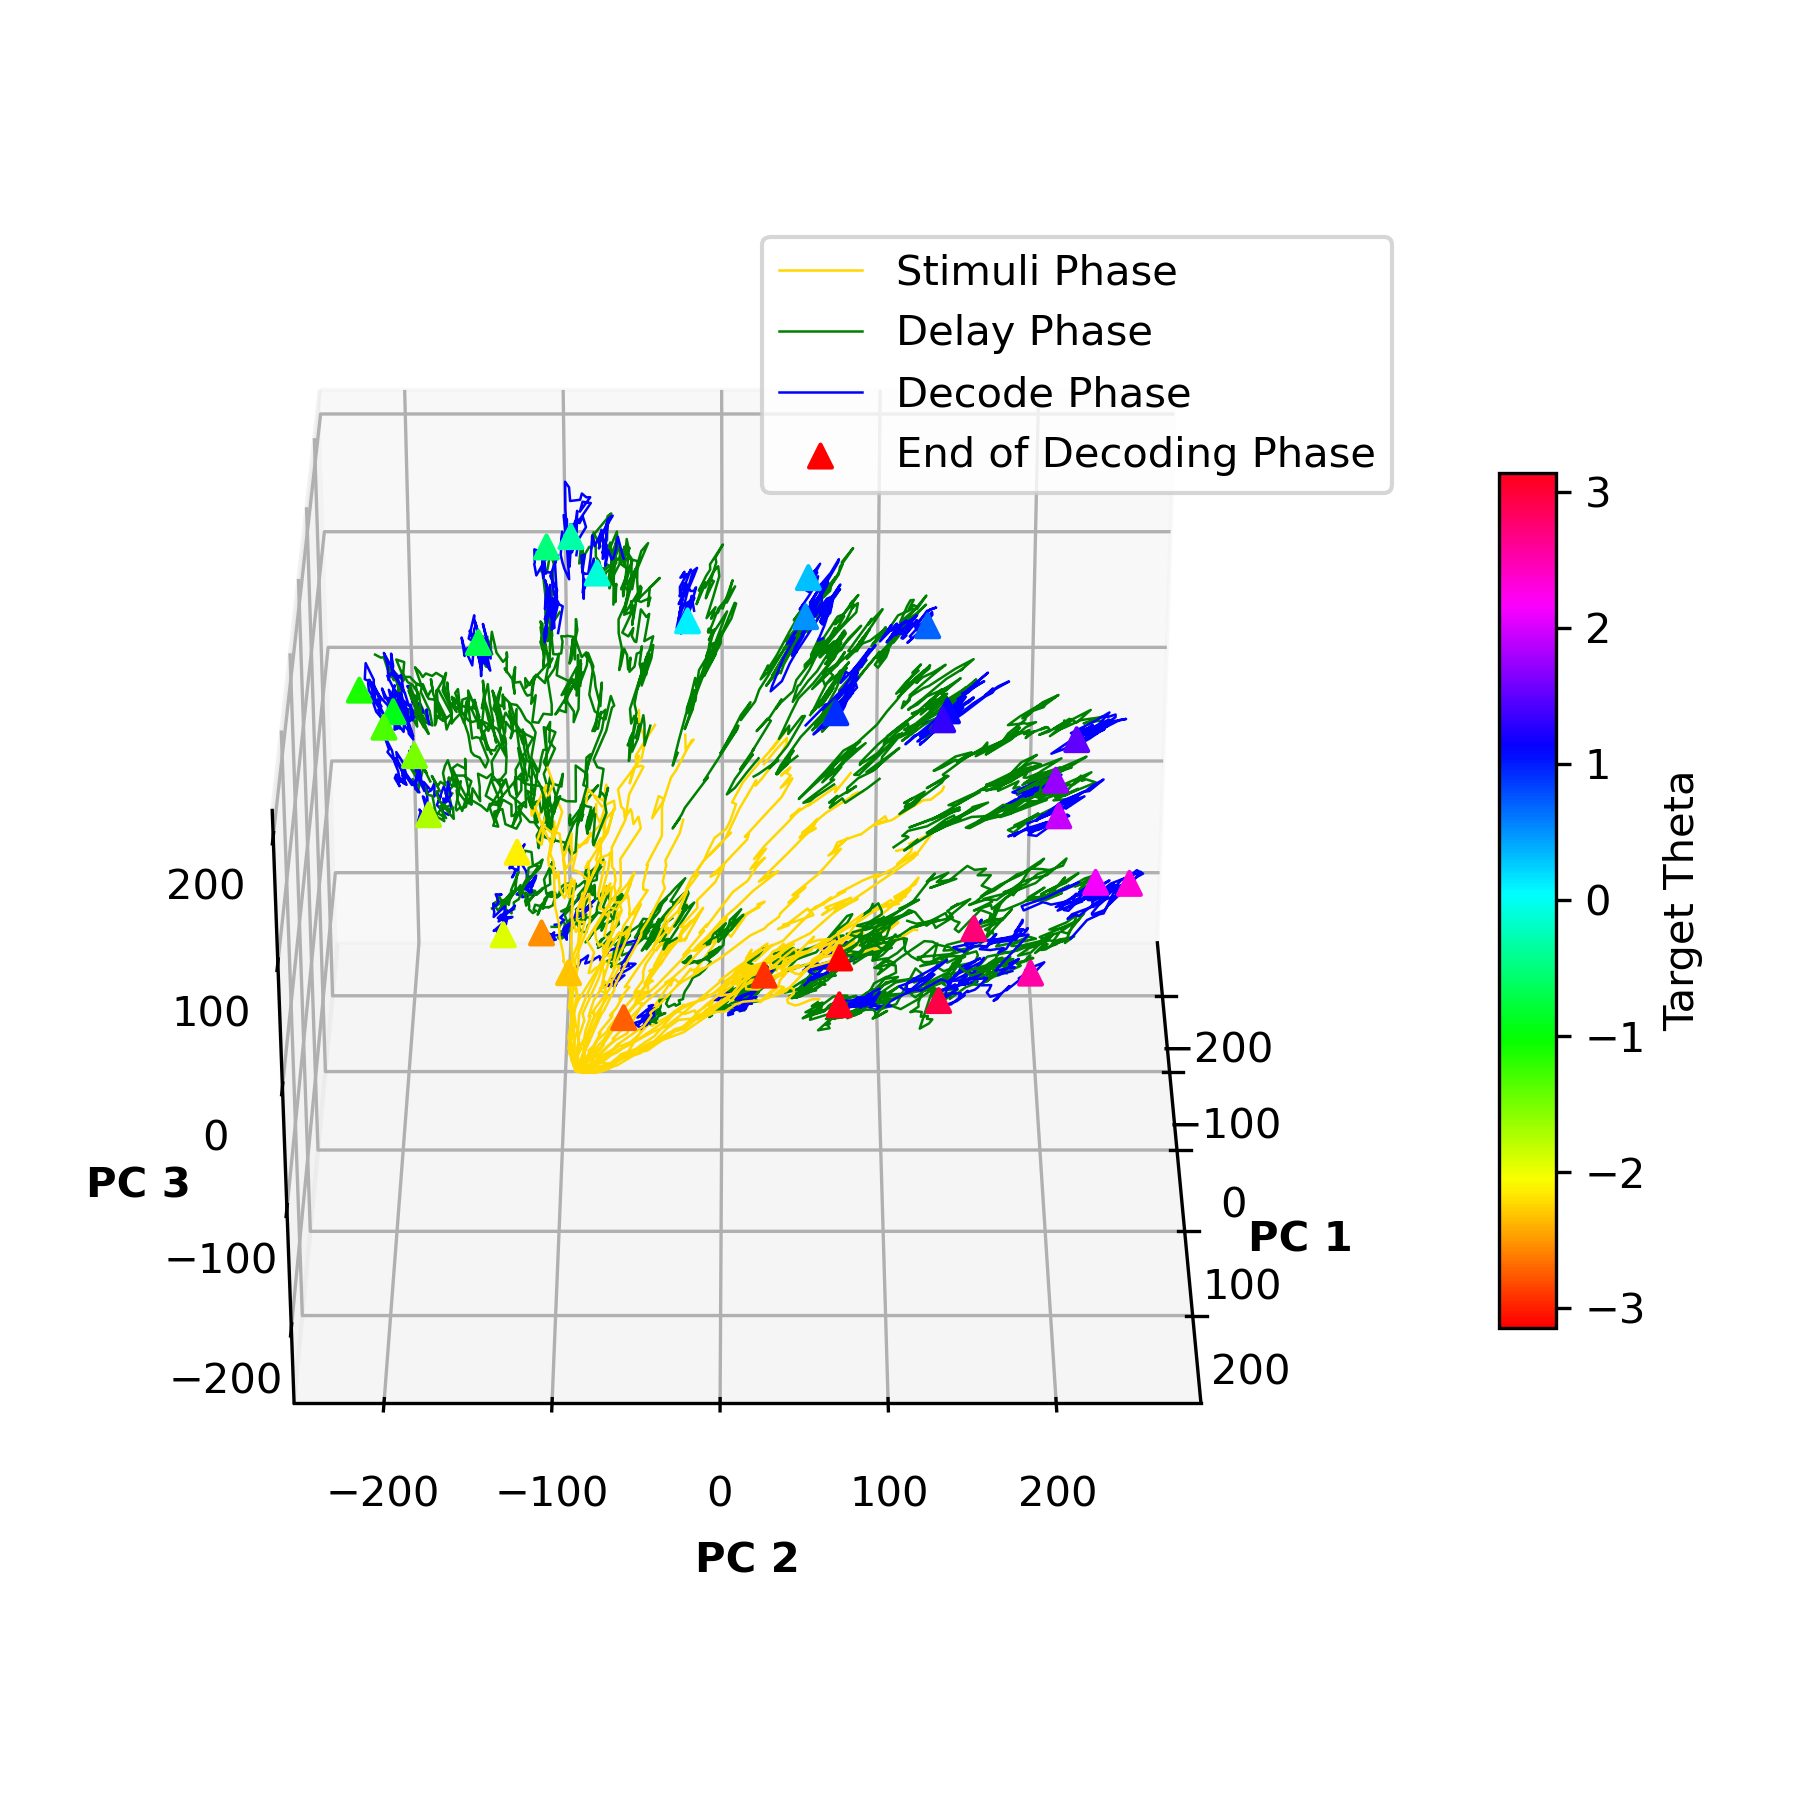 Stimuli Phase
Delay Phase
Decode Phase
End of Decoding Phase
3
2
1
0
−1
−2
−3
Target Theta
200
100
0
−100
−200
PC 3
−200
−100
0
100
200
PC 1
−200 −100 0 100 200
PC 2